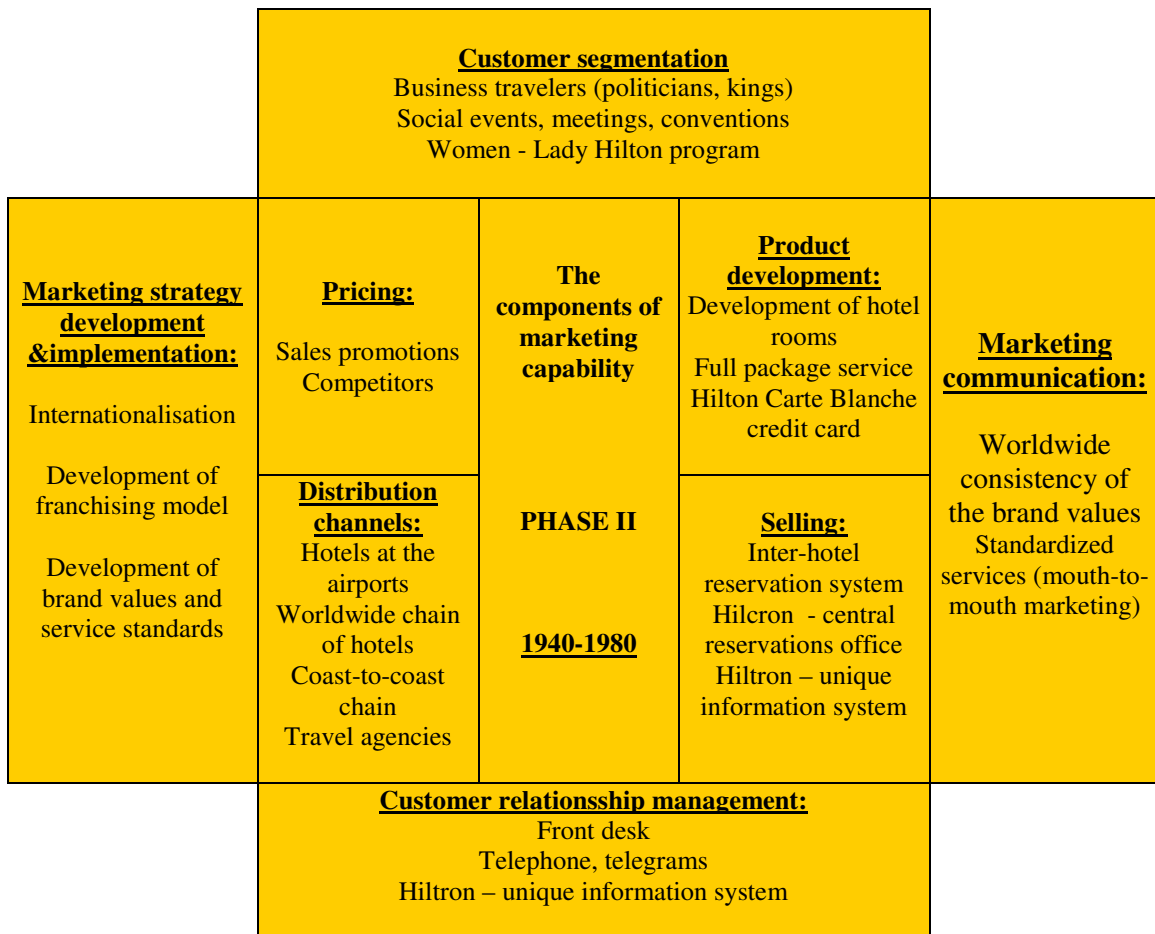 Customer segmentation
Business travelers (politicians, kings)
Social events, meetings, conventions
Women - Lady Hilton program
Marketing strategy
development
&implementation:
Internationalisation
Development of
franchising model
Development of
brand values and
service standards
Pricing:
Sales promotions
Competitors
Distribution
channels:
Hotels at the
airports
Worldwide chain
of hotels
Coast-to-coast
chain
Travel agencies
The
components of
marketing
capability
PHASE II
1940-1980
Product
development:
Development of hotel
rooms
Full package service
Hilton Carte Blanche
credit card
Selling:
Inter-hotel
reservation system
Hilcron - central
reservations office
Hiltron – unique
information system
Marketing
communication:
Worldwide
consistency of
the brand values
Standardized
services (mouth-to-
mouth marketing)
Customer relationsship management:
Front desk
Telephone, telegrams
Hiltron – unique information system